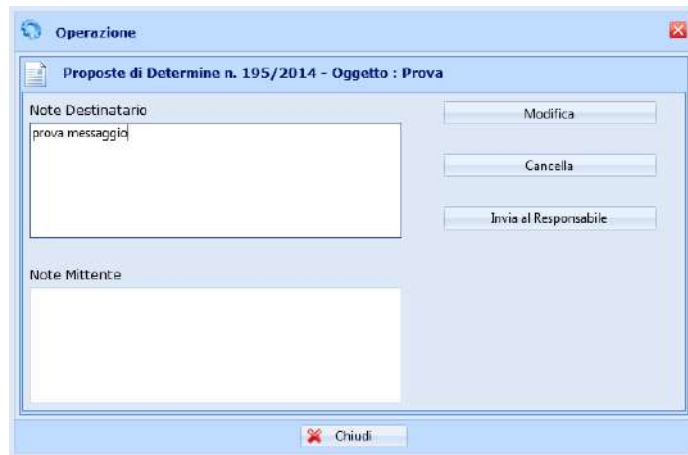 Operazione
Proposte di Determine n. 195/2014 - Oggetto : Prova
Note Destinatario
prova messaggio
Modifica
Cancella
Invia al Responsabile
Note Mittente
Chiudi